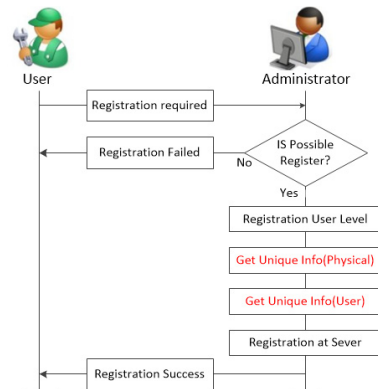 User
Administrator
Registration required
IS Possible
Register?
Registration Failed
No
Yes
Registration User Level
Get Unique Info(Physical)
Get Unique Info(User)
Registration at Sever
Registration Success